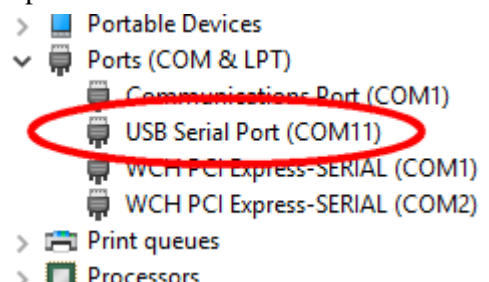 Portable Devices
Ports (COM & LPT)
Communications Port (COM1)
USB Serial Port (COM11)
WCH PCI Express-SERIAL (COM1)
WCH PCI Express-SERIAL (COM2)
Print queues
Processors